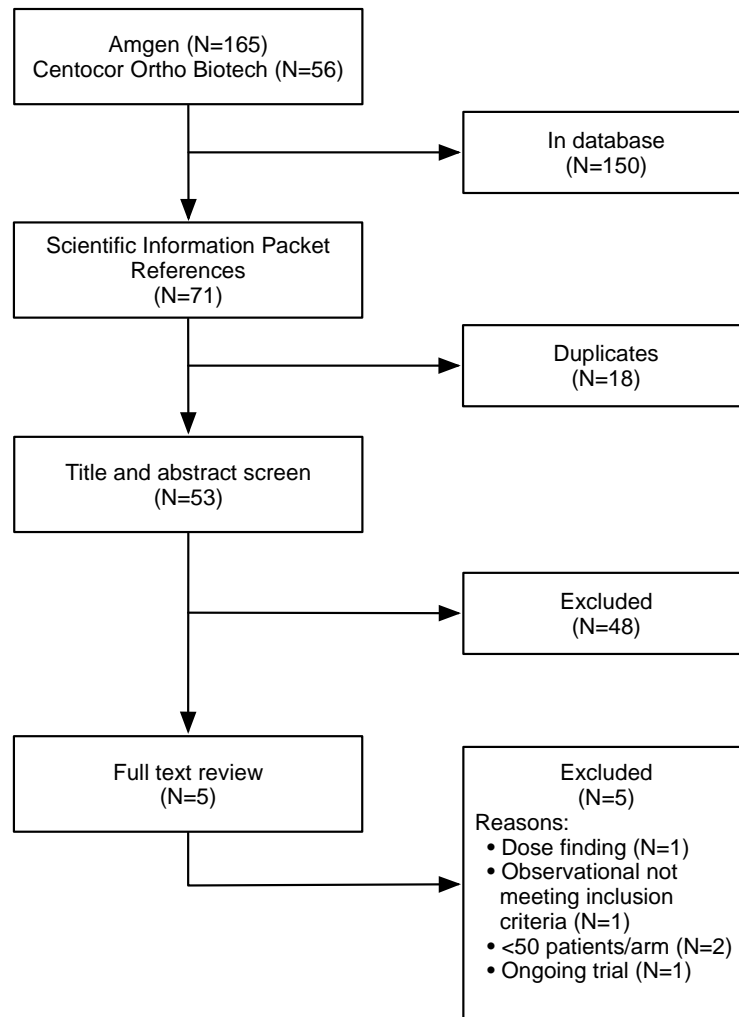 Amgen (N=165)
Centocor Ortho Biotech (N=56)
In database
(N=150)
Scientific Information Packet
References
(N=71)
Duplicates
(N=18)
Title and abstract screen
(N=53)
Excluded
(N=48)
Full text review
(N=5)
Excluded
(N=5)
Reasons:
• Dose finding (N=1)
• Observational not
meeting inclusion
criteria (N=1)
• <50 patients/arm (N=2)
• Ongoing trial (N=1)